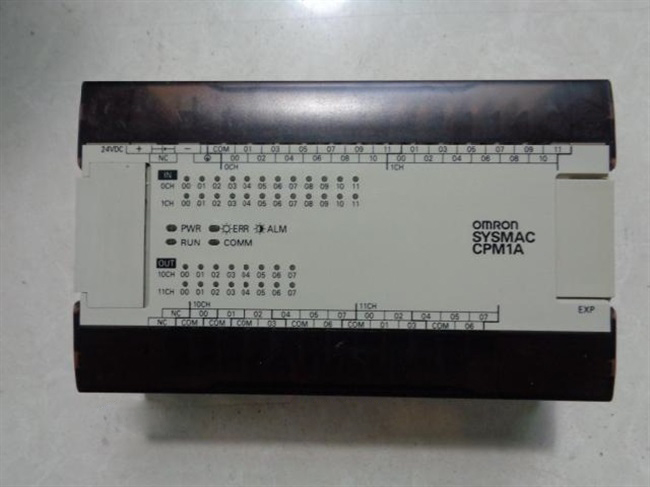 24VDC + - COM 01 03 05 07 09 11 01 03 05 07 09 11
NC 00 02 04 06 08 10 00 02 04 06 08 10
0CH 1CH
IN
0CH 00 01 02 03 04 05 06 07 08 09 10 11
1CH 00 01 02 03 04 05 06 07 08 09 10 11
PWR ERR ALM
RUN COMM
OMRON
SYSMAC
CPM1A
OUT
10CH 00 01 02 03 04 05 06 07
11CH 00 01 02 03 04 05 06 07
EXP
10CH 11CH
NC 00 01 02 04 05 07 00 02 04 05 07
NC COM COM COM 03 COM 06 COM 01 COM 03 COM 06